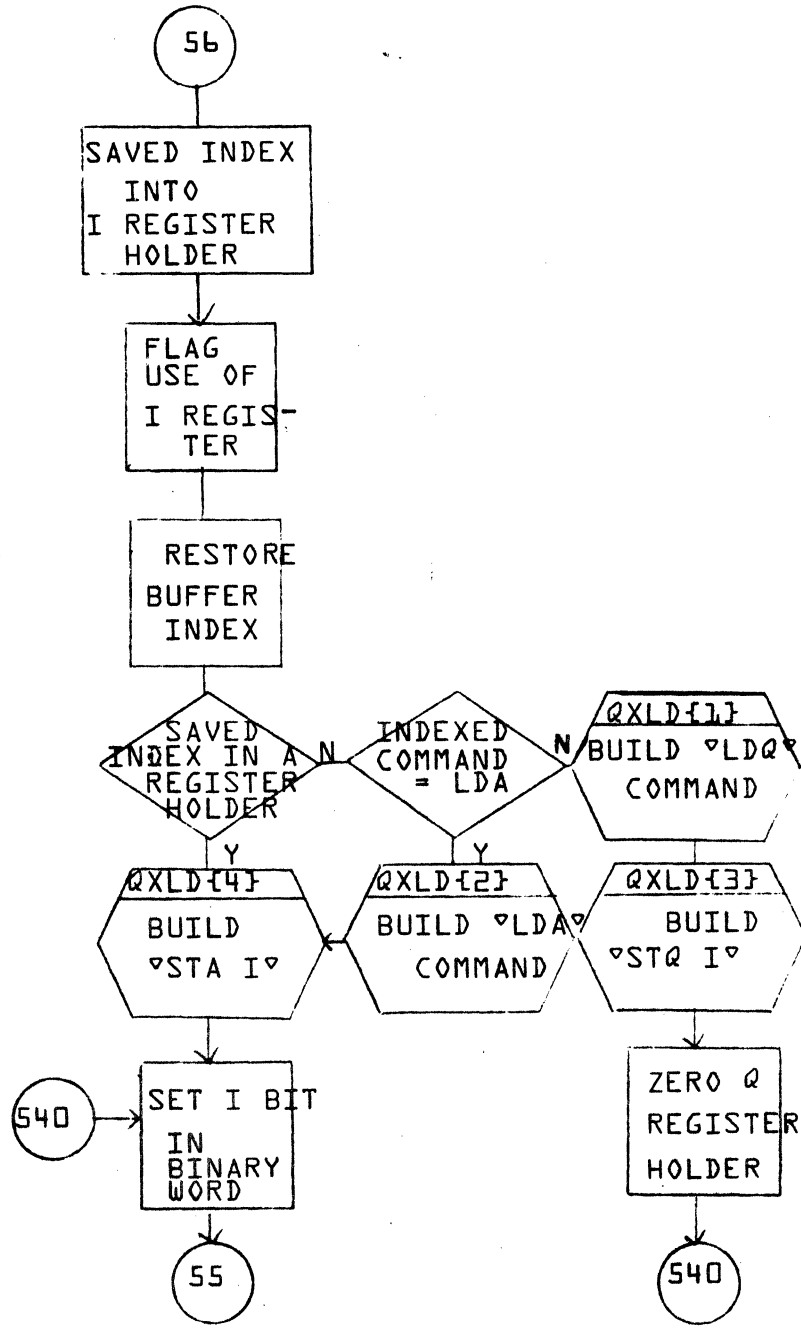 56
SAVED INDEX
INTO
I REGISTER
HOLDER
FLAG
USE OF
I REGIS-
TER
RESTORE
BUFFER
INDEX
SAVED
INDEX IN A
REGISTER
HOLDER
N
INDEXED
COMMAND
= LDA
N
QXLD{1}
BUILD ▽LDQ▽
COMMAND
Y
Y
QXLD{4}
BUILD
▽STA I▽
QXLD{2}
BUILD ▽LDA▽
COMMAND
QXLD{3}
BUILD
▽STQ I▽
540
SET I BIT
IN
BINARY
WORD
ZERO Q
REGISTER
HOLDER
55
540